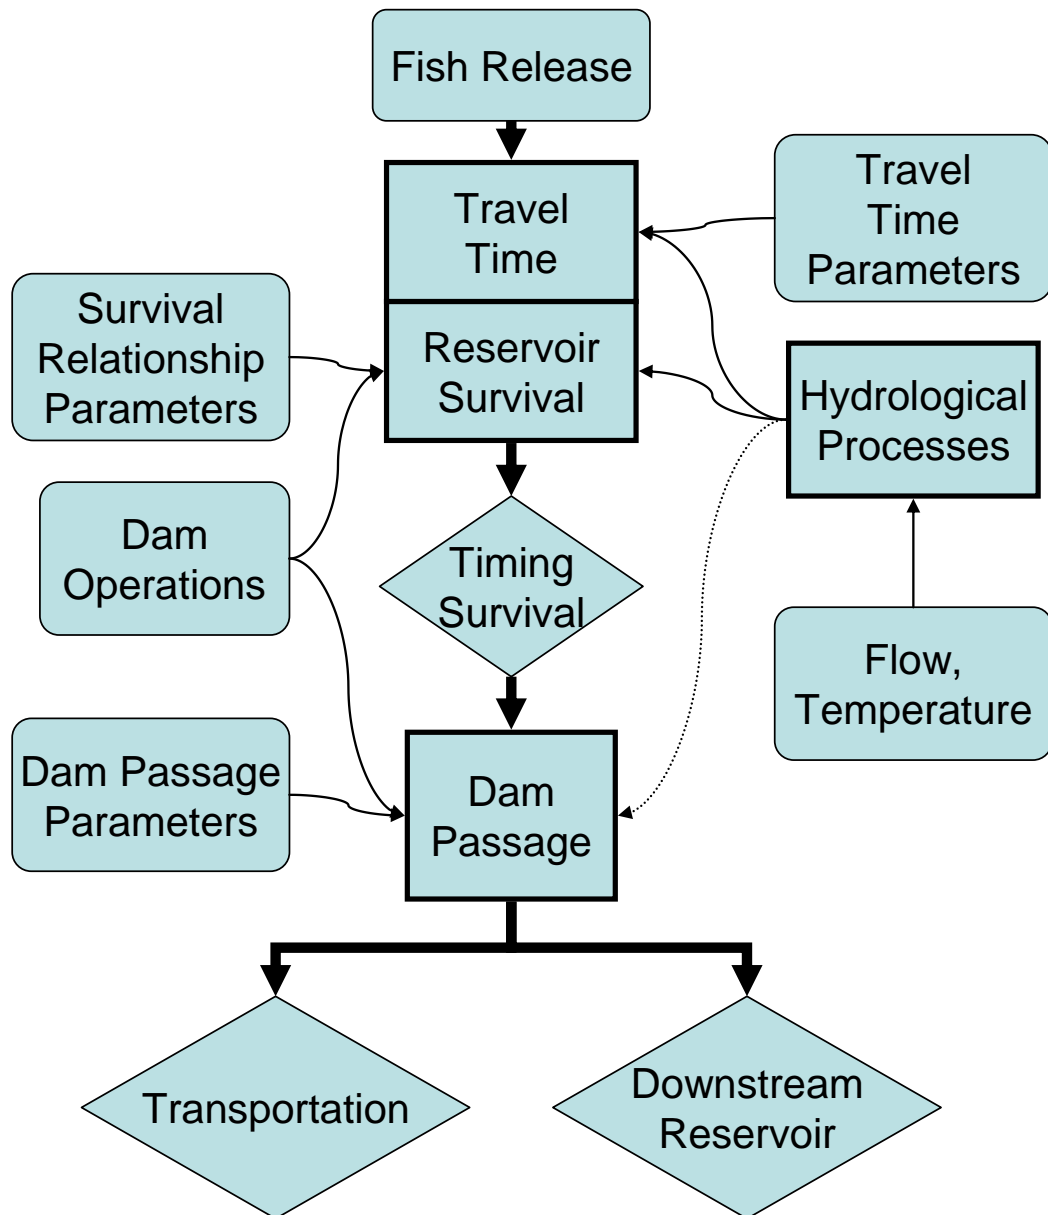 Fish Release
Travel
Time
Travel
Time
Parameters
Survival
Relationship
Parameters
Reservoir
Survival
Hydrological
Processes
Dam
Operations
Timing
Survival
Flow,
Temperature
Dam Passage
Parameters
Dam
Passage
Transportation
Downstream
Reservoir